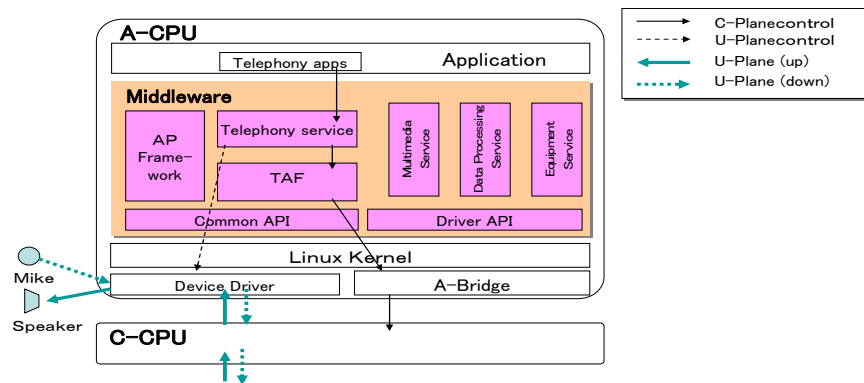 A-CPU
Telephony apps
Application
Middleware
AP
Frame-
work
Telephony service
TAF
Multimedia
Service
Data Processing
Service
Equipment
Service
Common API
Driver API
Linux Kernel
Device Driver
A-Bridge
Mike
Speaker
C-CPU
C-Planecontrol
U-Planecontrol
U-Plane (up)
U-Plane (down)